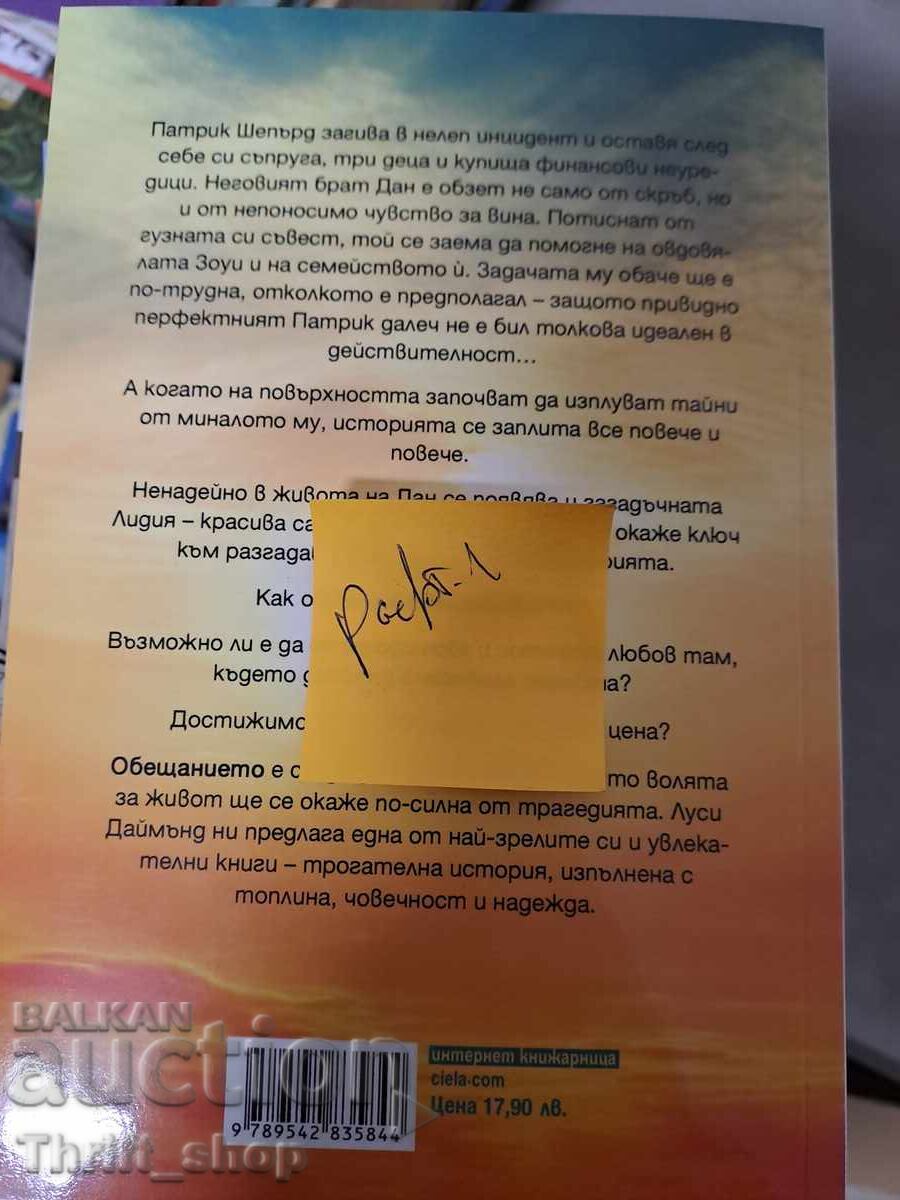 Патрик Шепърд загива в нелеп инцидент и оставя след
себе си съпруга, три деца и купища финансови неуре-
дици. Неговият брат Дан е обзет не само от скръб, но
и от непоносимо чувство за вина. Потиснат от
гузната си съвест, той се заема да помогне на овдовя-
лата Зоуи и на семейството ѝ. Задачата му обаче ще е
по-трудна, отколкото е предполагал – защото привидно
перфектният Патрик далеч не е бил толкова идеален в
действителност...
А когато на повърхността започват да изплуват тайни
от миналото му, историята се заплита все повече и
повече.
Ненадейно в живота на Дан се появява и загадъчната
Лидия – красива окаже ключ
към
Как
Възможно ли е да любов там,
където
цена?
Обещанието е волята
за живот ще се окаже по-силна от трагедията. Луси
Даймънд ни предлага една от най-зрелите си и увлека-
телни книги – трогателна история, изпълнена с
топлина, човечност и надежда.
BALKAN
auction
Thrift_shop
9 789542 835844
интернет книжарница
ciela.com
Цена 17,90 лв.